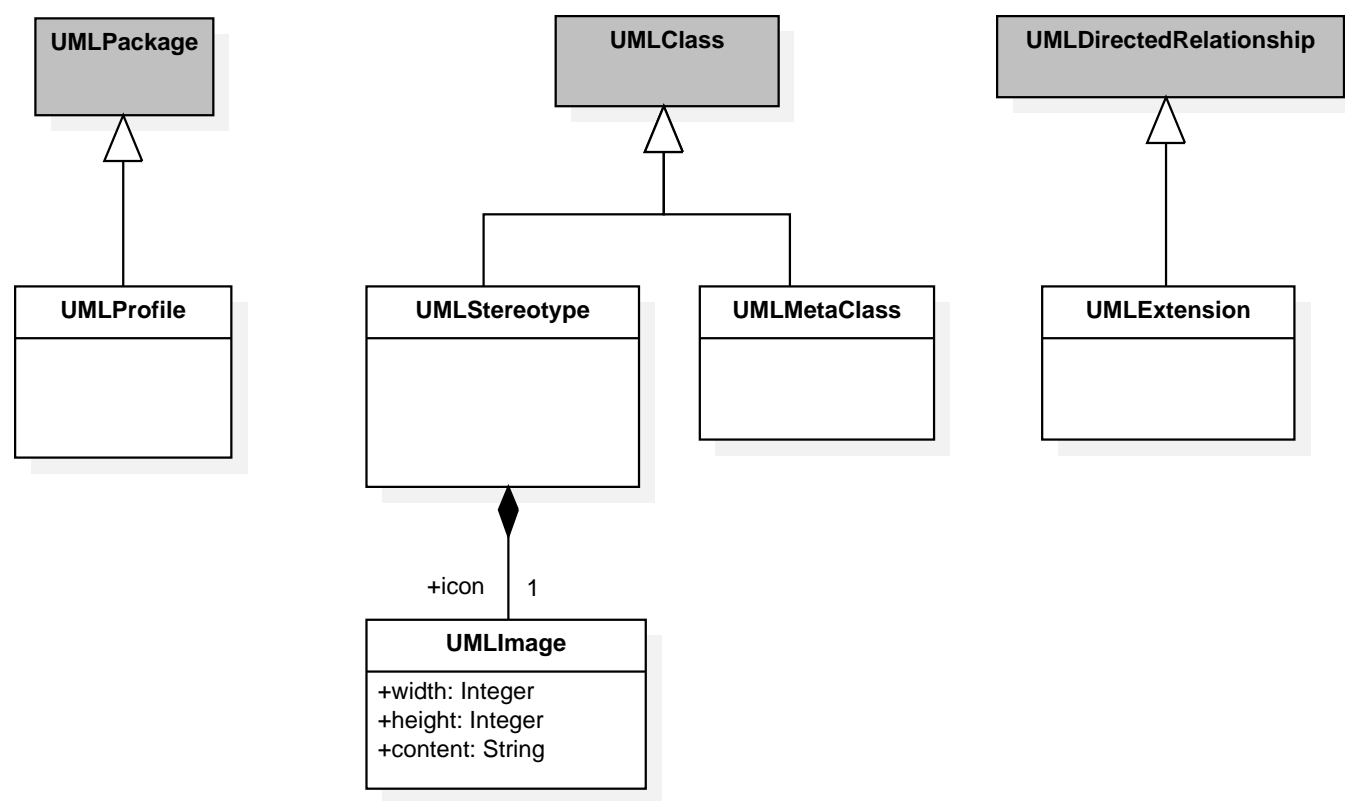 UMLPackage
UMLClass
UMLDirectedRelationship
UMLProfile
UMLStereotype
UMLMetaClass
UMLExtension
+icon
1
UMLImage
+width: Integer
+height: Integer
+content: String